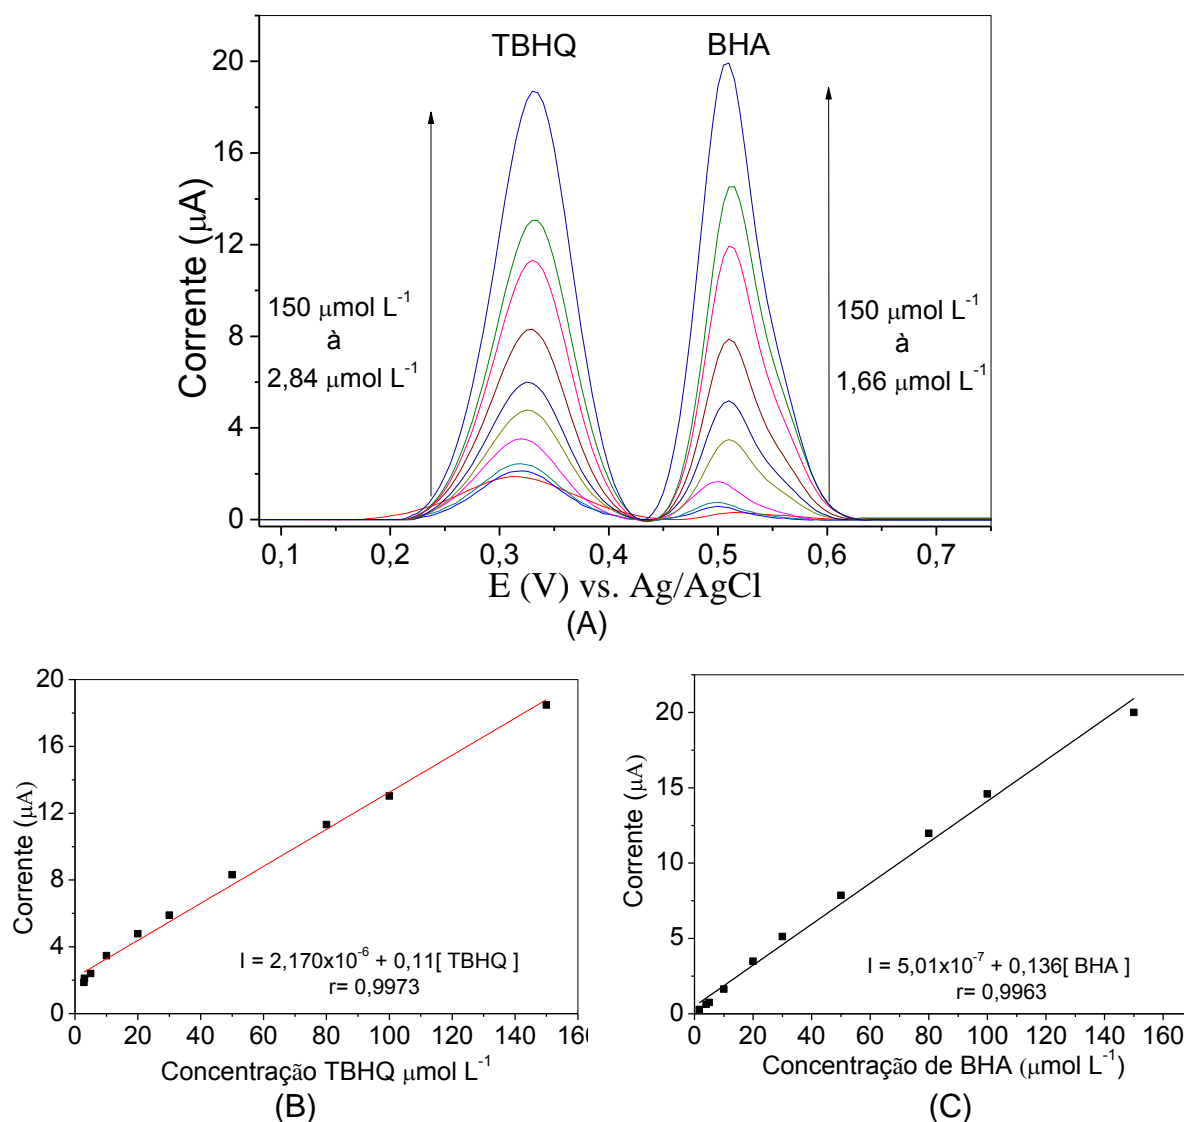 TBHQ
BHA
20
16
12
8
4
0
Corrente (μA)
150 μmol L⁻¹
à
2,84 μmol L⁻¹
150 μmol L⁻¹
à
1,66 μmol L⁻¹
0,1 0,2 0,3 0,4 0,5 0,6 0,7
E (V) vs. Ag/AgCl
(A)
20
16
12
8
4
0
Corrente (μA)
I = 2,170x10⁻⁶ + 0,11[ TBHQ ]
r= 0,9973
0 20 40 60 80 100 120 140 160
Concentração TBHQ μmol L⁻¹
(B)
20
15
10
5
0
Corrente (μA)
I = 5,01x10⁻⁷ + 0,136[ BHA ]
r= 0,9963
0 20 40 60 80 100 120 140 160
Concentração de BHA (μmol L⁻¹)
(C)